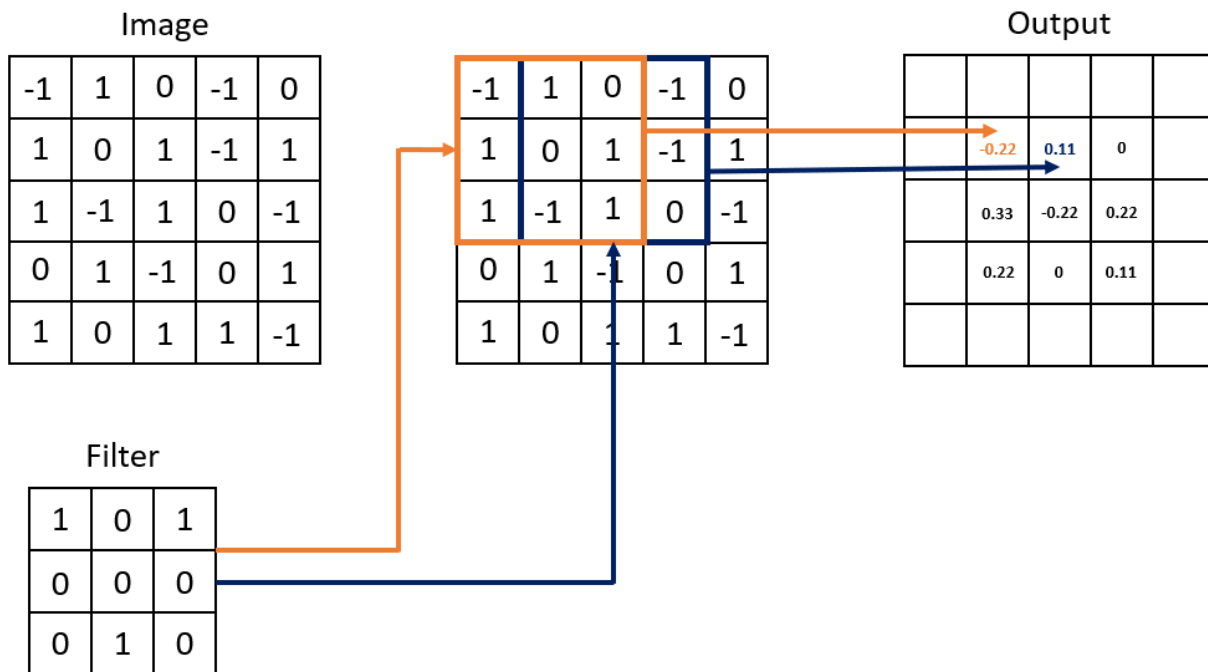 Image
Output
-1 1 0 -1 0
1 0 1 -1 1
1 -1 1 0 -1
0 1 -1 0 1
1 0 1 1 -1
-1 1 0 -1 0
1 0 1 -1 1
1 -1 1 0 -1
0 1 -1 0 1
1 0 1 1 -1
-0.22 0.11 0
0.33 -0.22 0.22
0.22 0 0.11
Filter
1 0 1
0 0 0
0 1 0